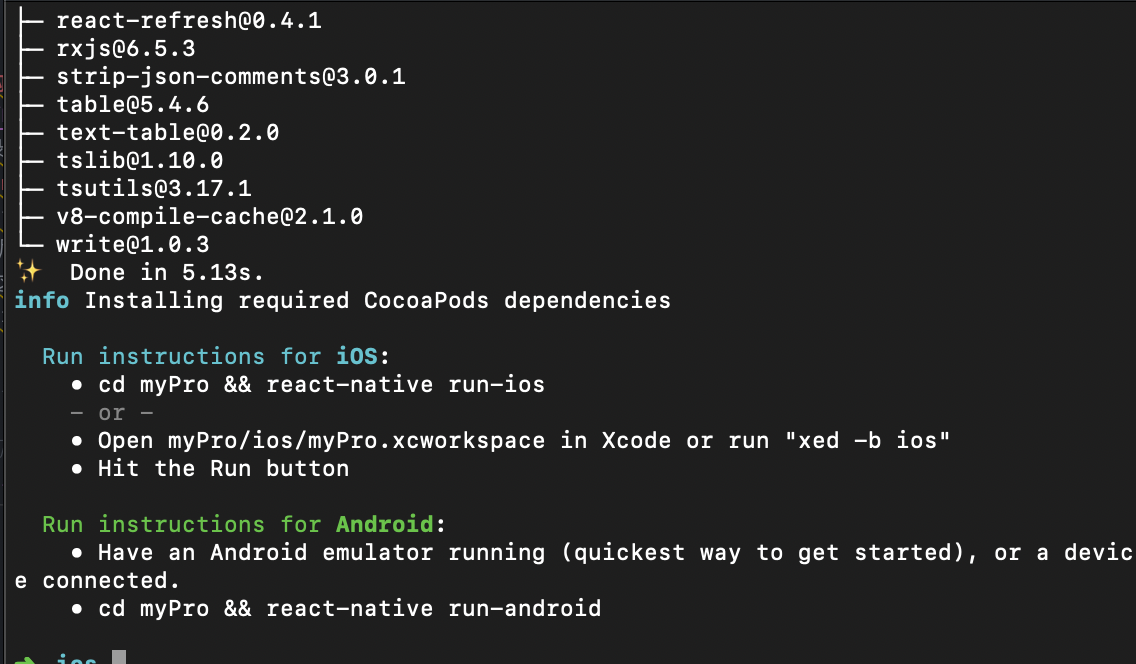 ├─ react-refresh@0.4.1
├─ rxjs@6.5.3
├─ strip-json-comments@3.0.1
├─ table@5.4.6
├─ text-table@0.2.0
├─ tslib@1.10.0
├─ tsutils@3.17.1
├─ v8-compile-cache@2.1.0
└─ write@1.0.3
✨  Done in 5.13s.
info Installing required CocoaPods dependencies
Run instructions for iOS:
• cd myPro && react-native run-ios
- or -
• Open myPro/ios/myPro.xcworkspace in Xcode or run "xed -b ios"
• Hit the Run button
Run instructions for Android:
• Have an Android emulator running (quickest way to get started), or a devic
e connected.
• cd myPro && react-native run-android
➜ ios